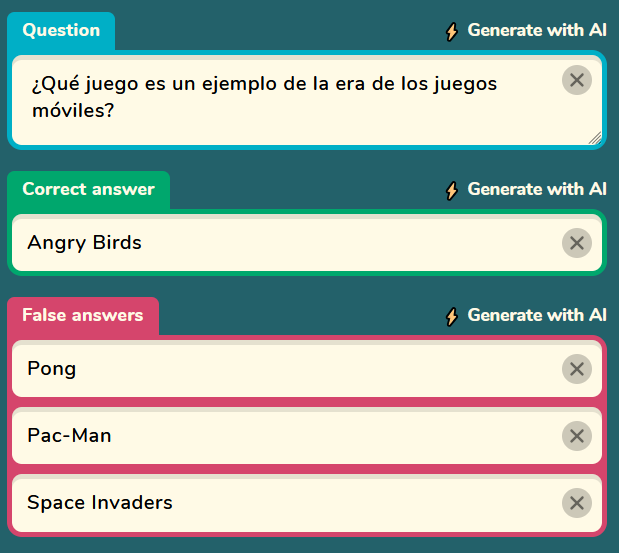 Question
Generate with AI
¿Qué juego es un ejemplo de la era de los juegos
móviles?
Correct answer
Generate with AI
Angry Birds
False answers
Generate with AI
Pong
Pac-Man
Space Invaders